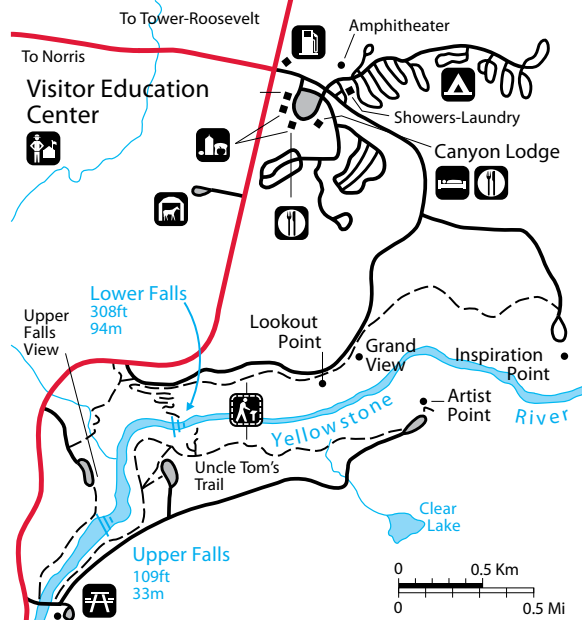 To Tower-Roosevelt
Amphitheater
To Norris
Visitor Education
Center
Showers-Laundry
Canyon Lodge
Lower Falls
308ft
94m
Upper
Falls
View
Lookout
Point
Grand
View
Inspiration
Point
Artist
Point
Yellowstone
River
Uncle Tom's
Trail
Clear
Lake
Upper Falls
109ft
33m
0
0.5 Km
0
0.5 Mi